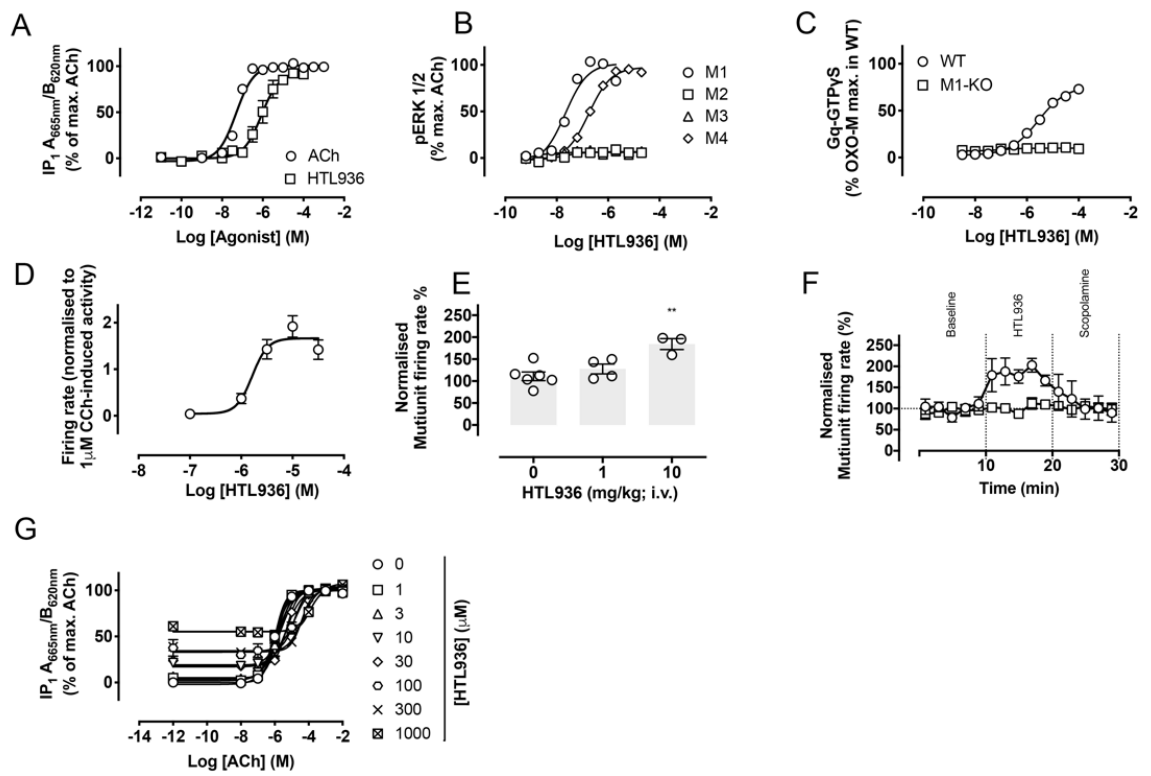 A
IP1 A665nm/B620nm
(% of max. ACh)
100
50
0
ACh
HTL936
-12 -10 -8 -6 -4 -2
Log [Agonist] (M)
B
pERK 1/2
(% max. ACh)
100
50
0
M1
M2
M3
M4
-10 -8 -6 -4 -2
Log [HTL936] (M)
C
Gq-GTPγS
(% OXO-M max. in WT)
100
50
0
WT
M1-KO
-10 -6 -2
Log [HTL936] (M)
D
Firing rate (normalised to
1μM CCh-induced activity)
2
1
0
-8 -7 -6 -5 -4
Log [HTL936] (M)
E
Normalised
Mutiunit firing rate %
250
200
150
100
50
0
**
0 1 10
HTL936 (mg/kg; i.v.)
F
Normalised
Mutiunit firing rate (%)
250
200
150
100
50
0
Baseline
HTL936
Scopolamine
10 20 30
Time (min)
G
IP1 A665nm/B620nm
(% of max. ACh)
100
50
0
-14 -12 -10 -8 -6 -4 -2
Log [ACh] (M)
0
1
3
10
30
100
300
1000
[HTL936] (μM)